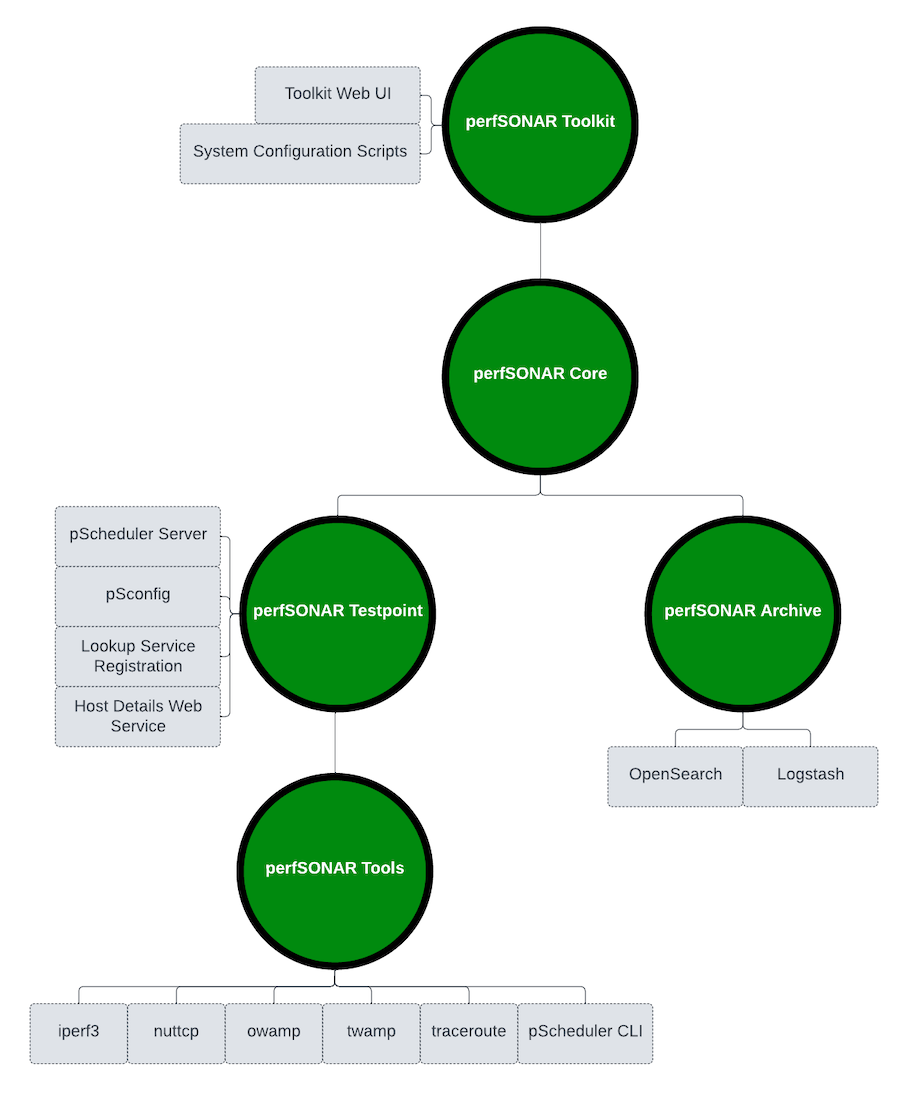 Toolkit Web UI
System Configuration Scripts
perfSONAR Toolkit
perfSONAR Core
pScheduler Server
pSconfig
Lookup Service
Registration
Host Details Web
Service
perfSONAR Testpoint
perfSONAR Archive
OpenSearch
Logstash
perfSONAR Tools
iperf3
nuttcp
owamp
twamp
traceroute
pScheduler CLI